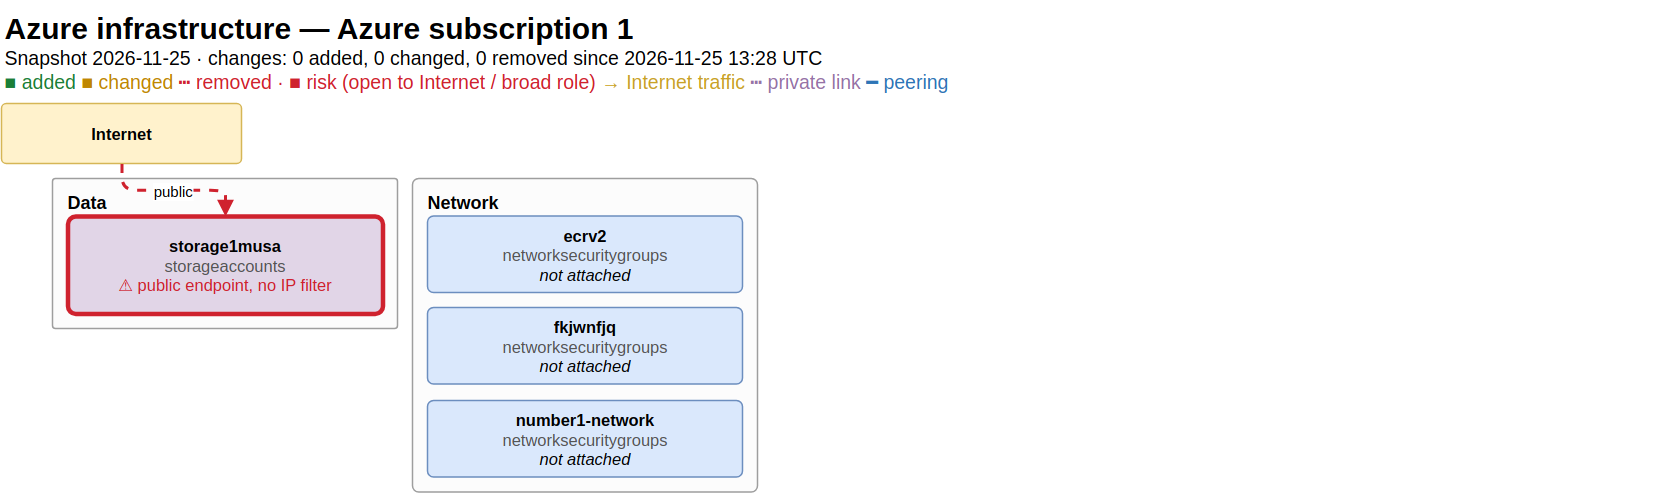 Azure infrastructure — Azure subscription 1
Snapshot 2026-11-25 · changes: 0 added, 0 changed, 0 removed since 2026-11-25 13:28 UTC
■ added ■ changed ┅ removed · ■ risk (open to Internet / broad role) → Internet traffic ┅ private link ━ peering
Internet
public
Data
storage1musa
storageaccounts
⚠ public endpoint, no IP filter
Network
ecrv2
networksecuritygroups
not attached
fkjwnfjq
networksecuritygroups
not attached
number1-network
networksecuritygroups
not attached